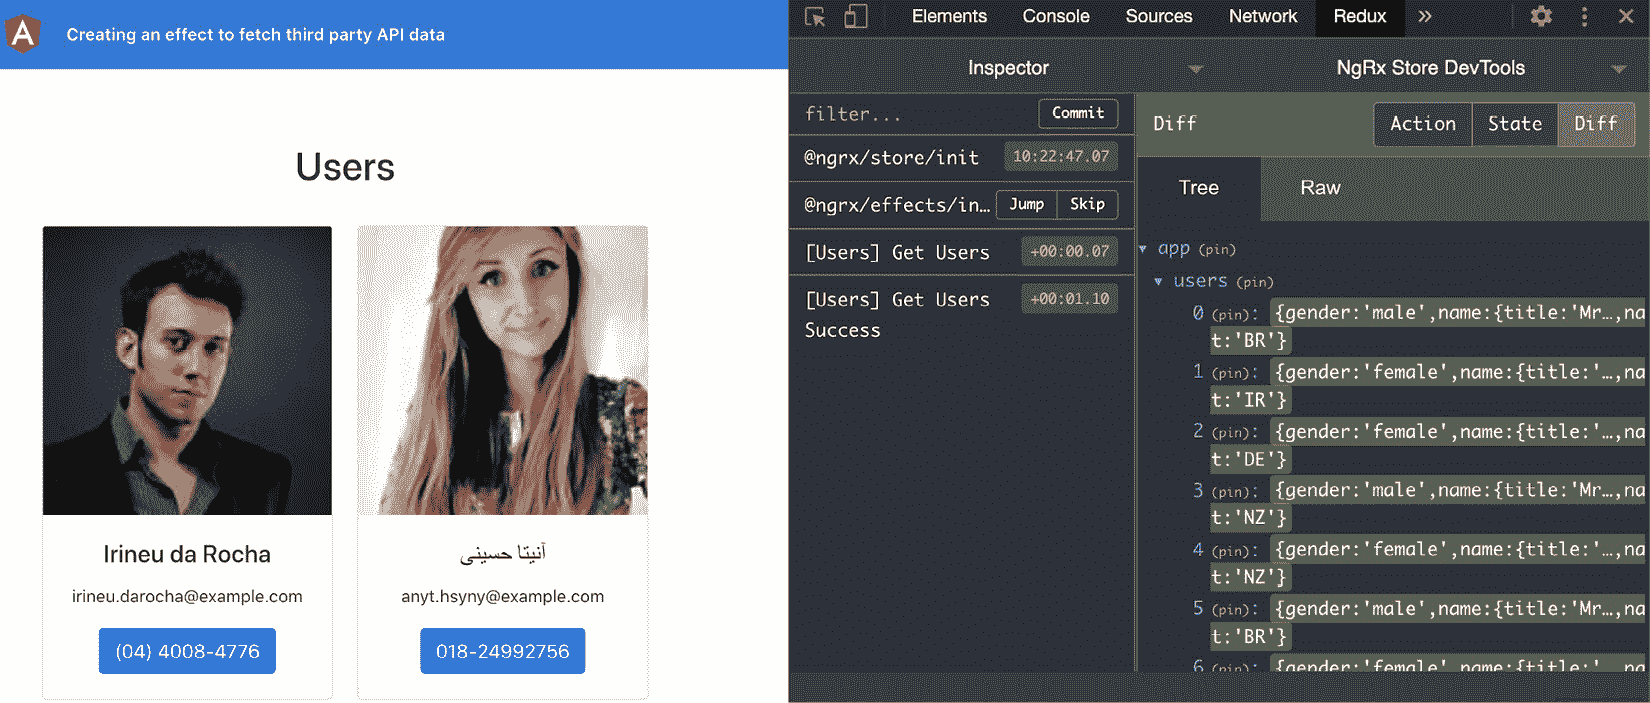 A
Creating an effect to fetch third party API data
Users
Irineu da Rocha
irineu.darocha@example.com
(04) 4008-4776
آنیتا حسینی
anyt.hsyny@example.com
018-24992756
Elements Console Sources Network Redux »
Inspector
NgRx Store DevTools
filter...
Commit
@ngrx/store/init 10:22:47.07
@ngrx/effects/in… Jump Skip
[Users] Get Users +00:00.07
[Users] Get Users +00:01.10
Success
Diff
Action State Diff
Tree Raw
app (pin)
users (pin)
0 (pin): {gender:'male',name:{title:'Mr…,na
t:'BR'}
1 (pin): {gender:'female',name:{title:'…,na
t:'IR'}
2 (pin): {gender:'female',name:{title:'…,na
t:'DE'}
3 (pin): {gender:'male',name:{title:'Mr…,na
t:'NZ'}
4 (pin): {gender:'female',name:{title:'…,na
t:'NZ'}
5 (pin): {gender:'male',name:{title:'Mr…,na
t:'BR'}
6 (pin): {gender:'female',name:{title:'…,na